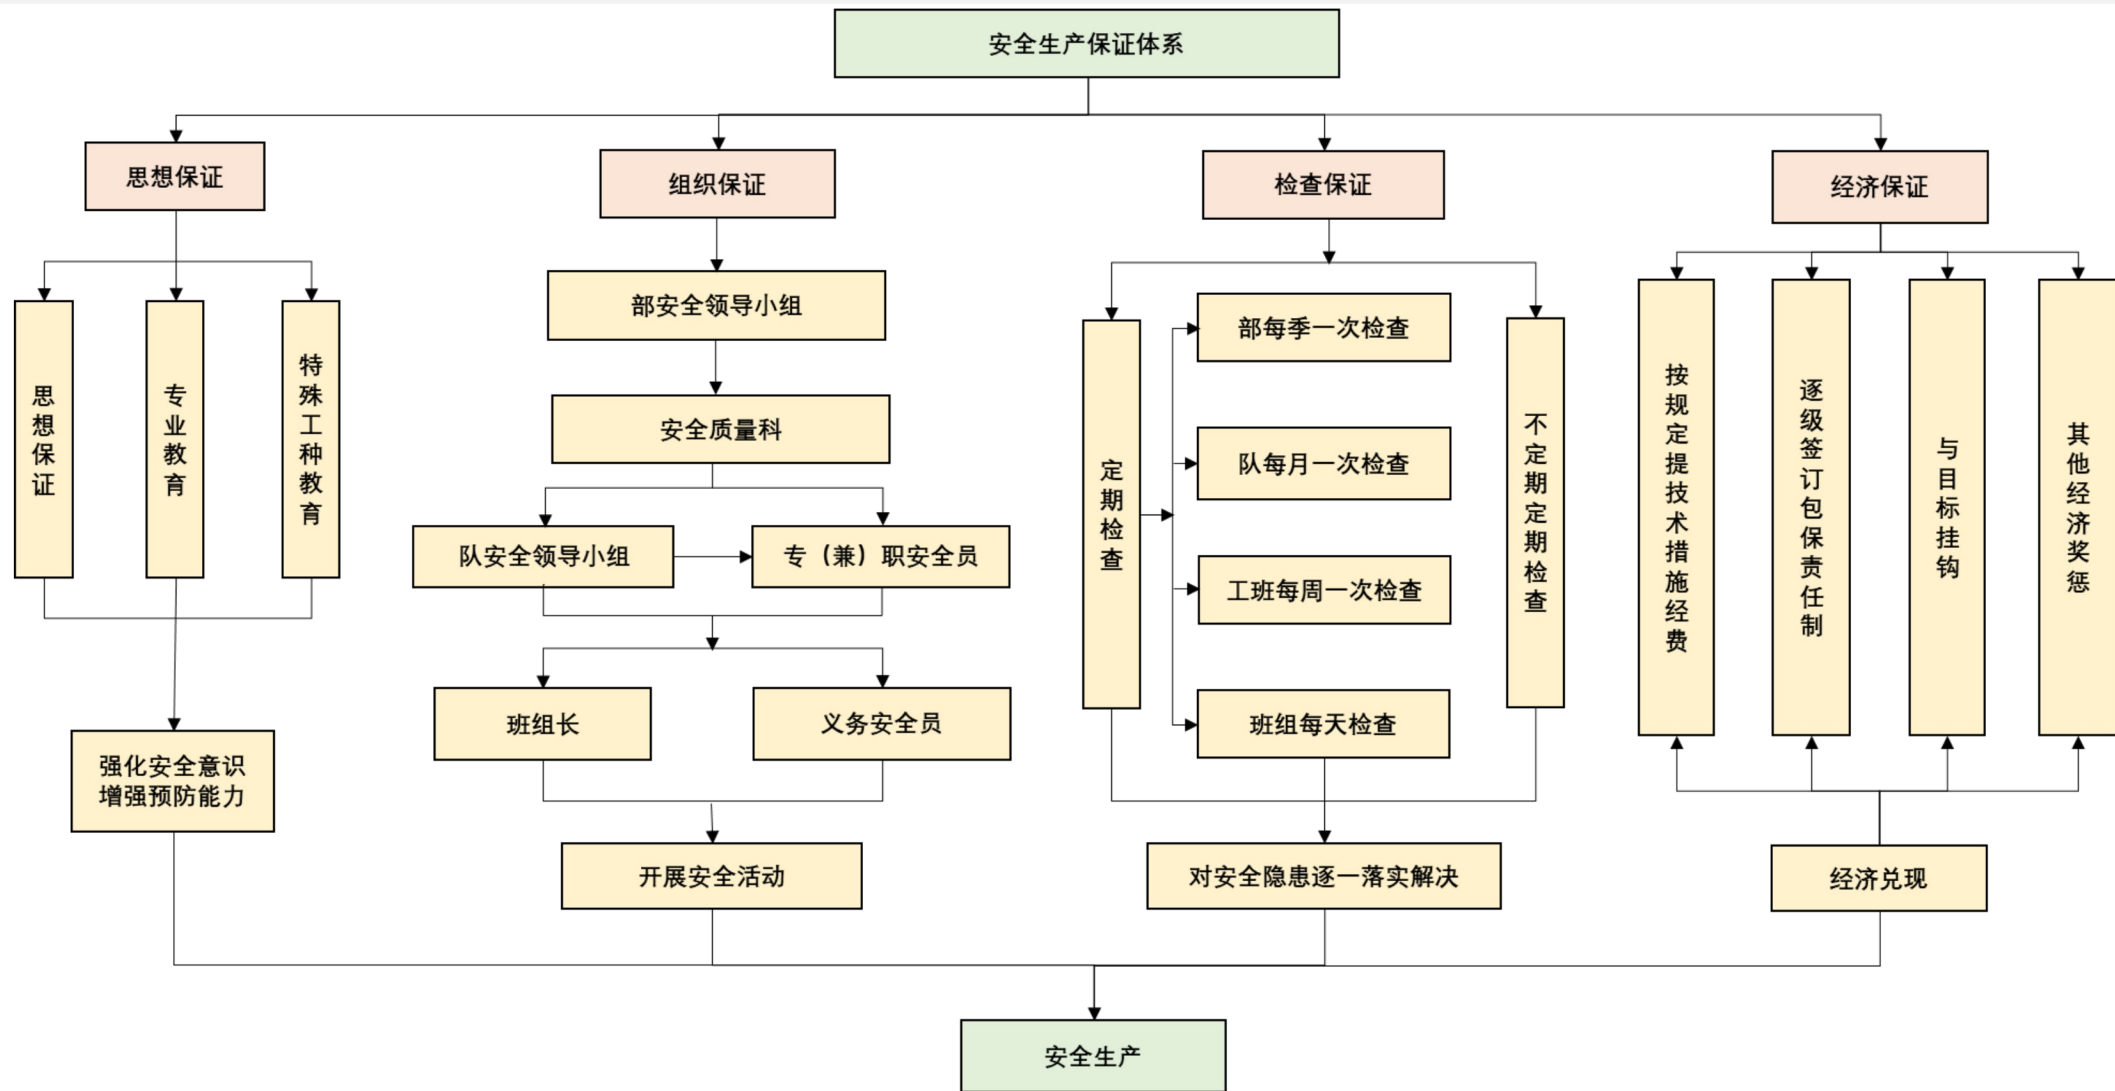 安全生产保证体系
思想保证
组织保证
检查保证
经济保证
思想保证
专业教育
特殊工种教育
强化安全意识
增强预防能力
部安全领导小组
安全质量科
队安全领导小组
专（兼）职安全员
班组长
义务安全员
开展安全活动
定期检查
部每季一次检查
队每月一次检查
工班每周一次检查
班组每天检查
不定期定期检查
对安全隐患逐一落实解决
按规定提技术措施经费
逐级签订包保责任制
与目标挂钩
其他经济奖惩
经济兑现
安全生产